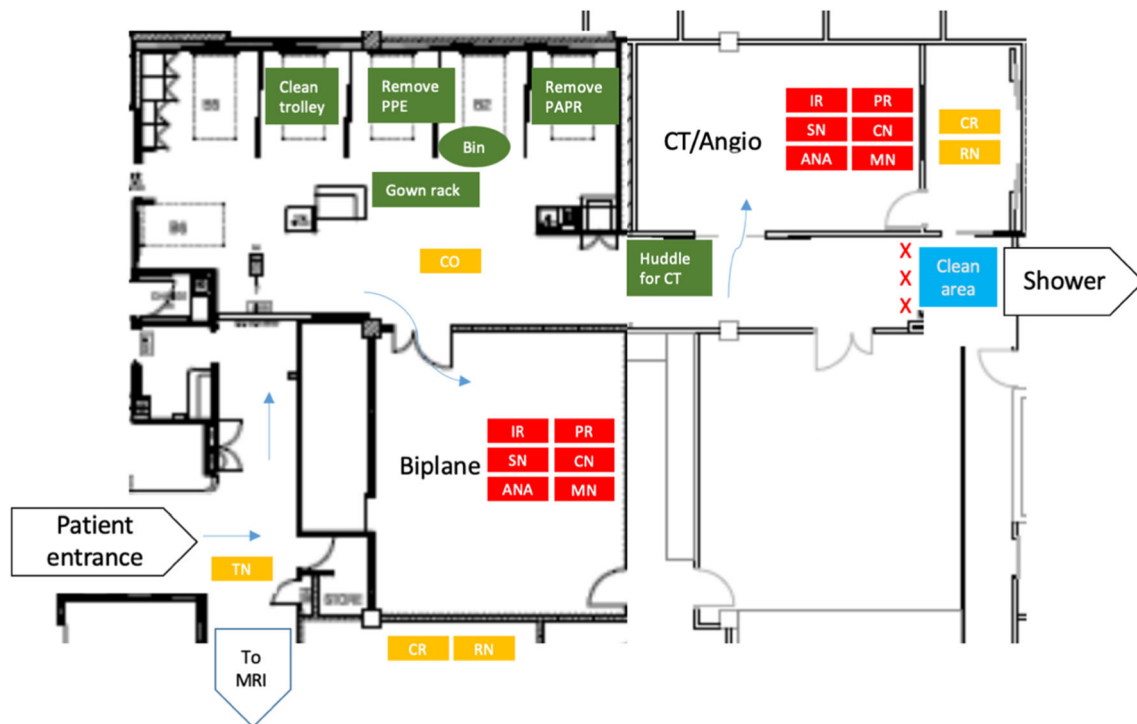 Clean
trolley
Remove
PPE
Remove
PAPR
Bin
Gown rack
CO
CT/Angio
IR
PR
SN
CN
ANA
MN
CR
RN
Huddle
for CT
X
X
X
Clean
area
Shower
Biplane
IR
PR
SN
CN
ANA
MN
Patient
entrance
TN
STORE
CR
RN
To
MRI